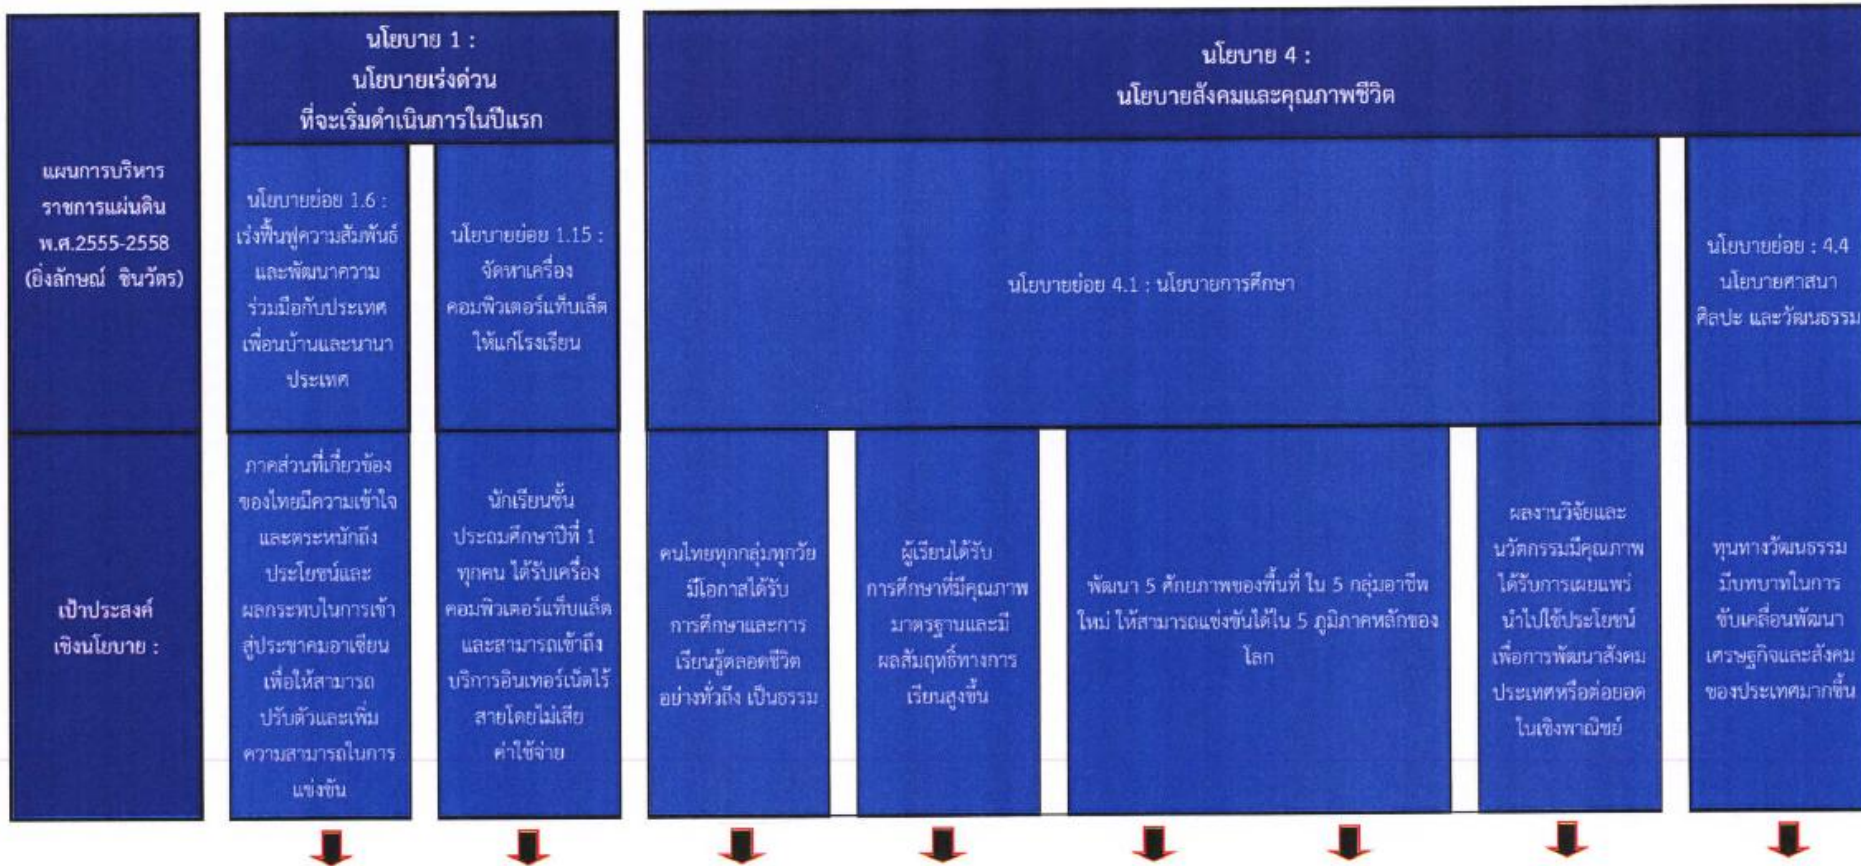 แผนการบริหาร
ราชการแผ่นดิน
พ.ศ.2555-2558
(ยิ่งลักษณ์ ชินวัตร)
นโยบาย 1 :
นโยบายเร่งด่วน
ที่จะเริ่มดำเนินการในปีแรก
นโยบาย 4 :
นโยบายสังคมและคุณภาพชีวิต
นโยบายย่อย 1.6 :
เร่งฟื้นฟูความสัมพันธ์
และพัฒนาความ
ร่วมมือกับประเทศ
เพื่อนบ้านและนานา
ประเทศ
นโยบายย่อย 1.15 :
จัดหาเครื่อง
คอมพิวเตอร์แท็บเล็ต
ให้แก่โรงเรียน
นโยบายย่อย 4.1 : นโยบายการศึกษา
นโยบายย่อย : 4.4
นโยบายศาสนา
ศิลปะ และวัฒนธรรม
เป้าประสงค์
เชิงนโยบาย :
ภาคส่วนที่เกี่ยวข้อง
ของไทยมีความเข้าใจ
และตระหนักถึง
ประโยชน์และ
ผลกระทบในการเข้า
สู่ประชาคมอาเซียน
เพื่อให้สามารถ
ปรับตัวและเพิ่ม
ความสามารถในการ
แข่งขัน
นักเรียนชั้น
ประถมศึกษาปีที่ 1
ทุกคน ได้รับเครื่อง
คอมพิวเตอร์แท็บแล็ต
และสามารถเข้าถึง
บริการอินเทอร์เน็ตไร้
สายโดยไม่เสีย
ค่าใช้จ่าย
คนไทยทุกกลุ่มทุกวัย
มีโอกาสได้รับ
การศึกษาและการ
เรียนรู้ตลอดชีวิต
อย่างทั่วถึง เป็นธรรม
ผู้เรียนได้รับ
การศึกษาที่มีคุณภาพ
มาตรฐานและมี
ผลสัมฤทธิ์ทางการ
เรียนสูงขึ้น
พัฒนา 5 ศักยภาพของพื้นที่ ใน 5 กลุ่มอาชีพ
ใหม่ ให้สามารถแข่งขันได้ใน 5 ภูมิภาคหลักของ
โลก
ผลงานวิจัยและ
นวัตกรรมมีคุณภาพ
ได้รับการเผยแพร่
นำไปใช้ประโยชน์
เพื่อการพัฒนาสังคม
ประเทศหรือต่อยอด
ในเชิงพาณิชย์
ทุนทางวัฒนธรรม
มีบทบาทในการ
ขับเคลื่อนพัฒนา
เศรษฐกิจและสังคม
ของประเทศมากขึ้น